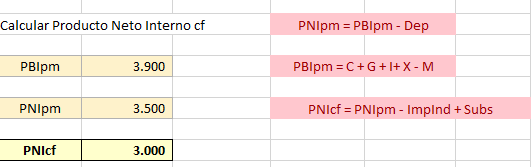 Calcular Producto Neto Interno cf PNIpm = PBIpm - Dep
PBIpm 3.900 PBIpm = C + G + I+ X - M
PNIpm 3.500 PNIcf = PNIpm - ImpInd + Subs
PNIcf 3.000